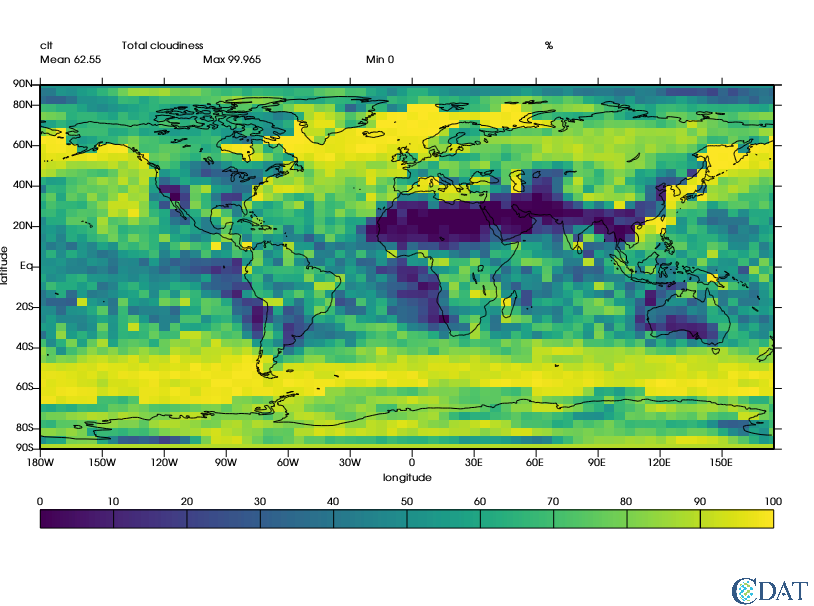 clt Total cloudiness %
Mean 62.55 Max 99.965 Min 0
90N
80N
60N
40N
20N
Eq
20S
40S
60S
80S
90S
latitude
180W 150W 120W 90W 60W 30W 0 30E 60E 90E 120E 150E
longitude
0 10 20 30 40 50 60 70 80 90 100
CDAT